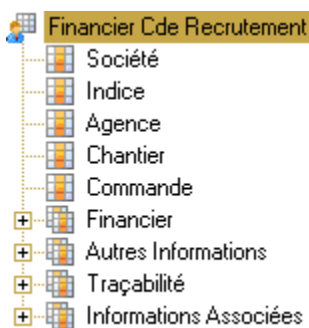 Financier Cde Recrutement
Société
Indice
Agence
Chantier
Commande
Financier
Autres Informations
Traçabilité
Informations Associées